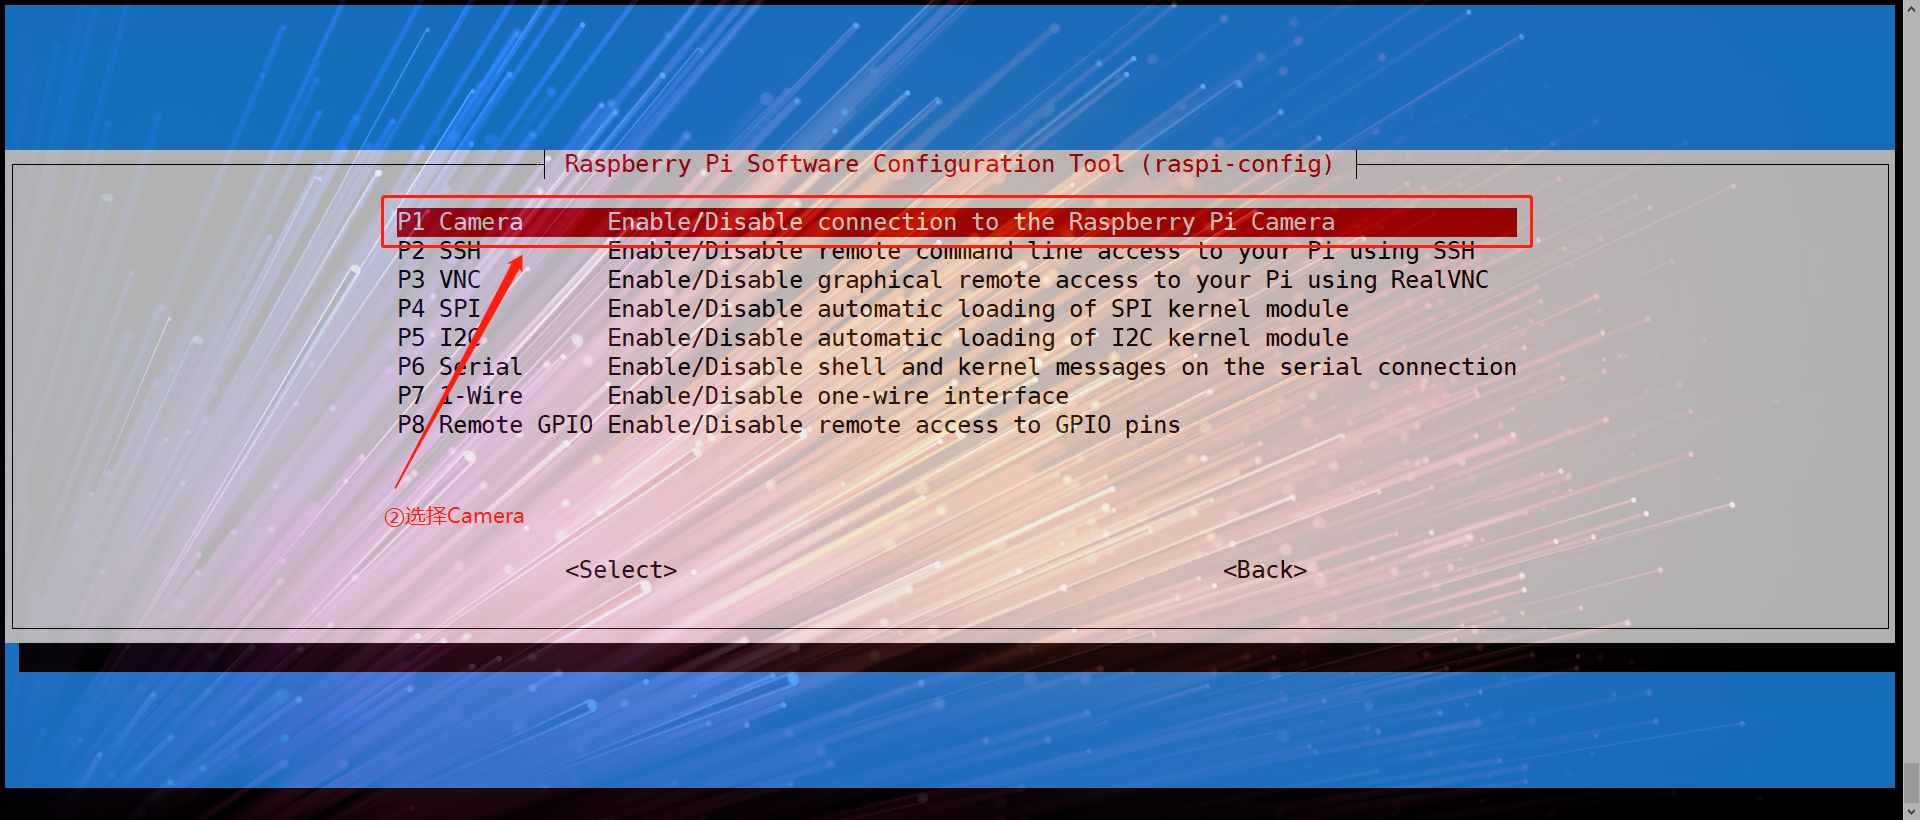 Raspberry Pi Software Configuration Tool (raspi-config)
P1 Camera Enable/Disable connection to the Raspberry Pi Camera
P2 SSH Enable/Disable remote command line access to your Pi using SSH
P3 VNC Enable/Disable graphical remote access to your Pi using RealVNC
P4 SPI Enable/Disable automatic loading of SPI kernel module
P5 I2C Enable/Disable automatic loading of I2C kernel module
P6 Serial Enable/Disable shell and kernel messages on the serial connection
P7 1-Wire Enable/Disable one-wire interface
P8 Remote GPIO Enable/Disable remote access to GPIO pins
②选择Camera
<Select> <Back>